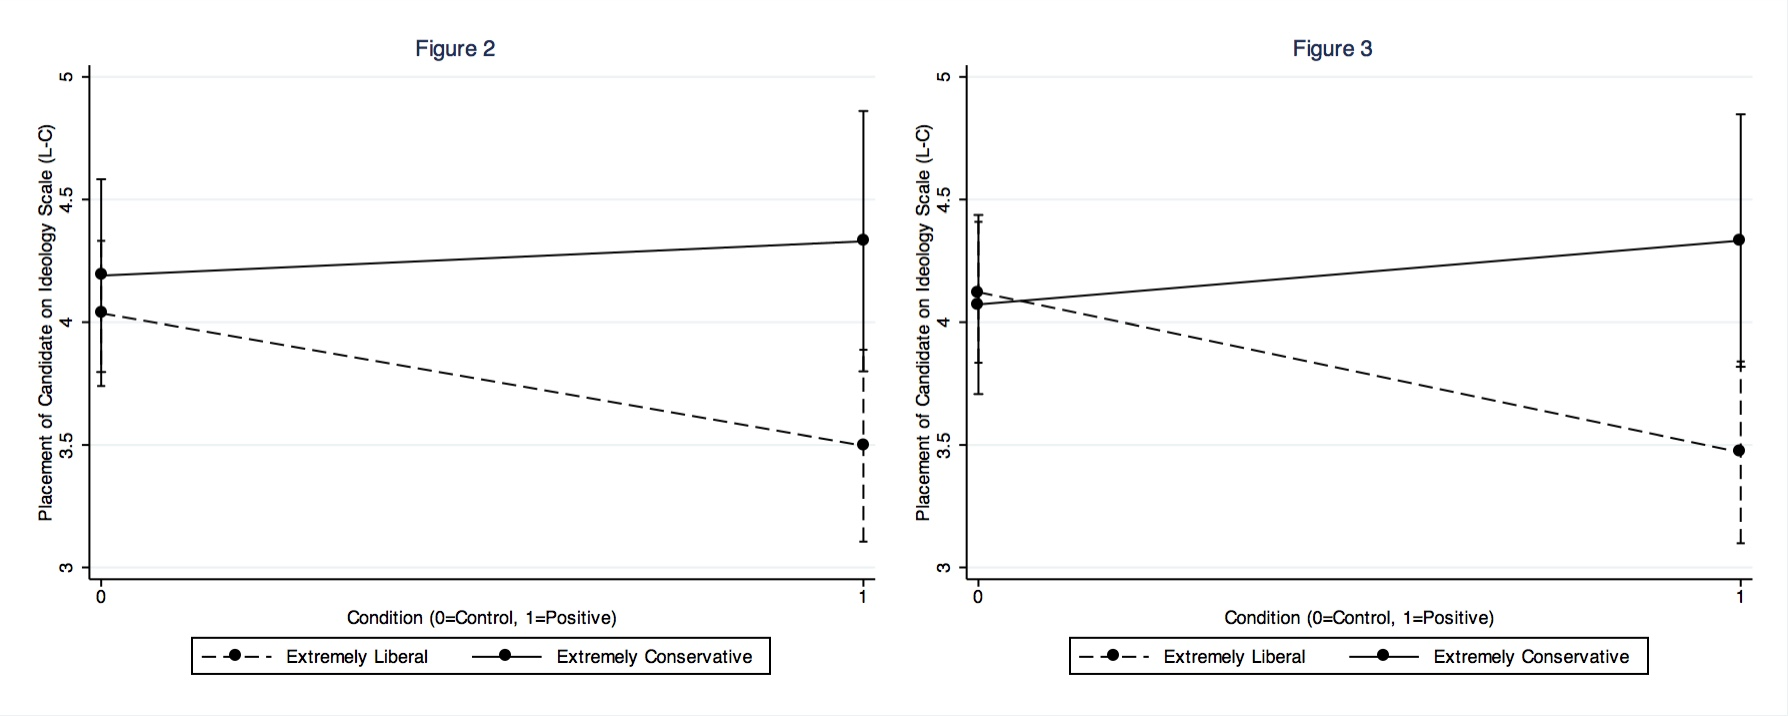 Figure 2
Placement of Candidate on Ideology Scale (L-C)
5
4.5
4
3.5
3
0 1
Condition (0=Control, 1=Positive)
Extremely Liberal Extremely Conservative
Figure 3
Placement of Candidate on Ideology Scale (L-C)
5
4.5
4
3.5
3
0 1
Condition (0=Control, 1=Positive)
Extremely Liberal Extremely Conservative